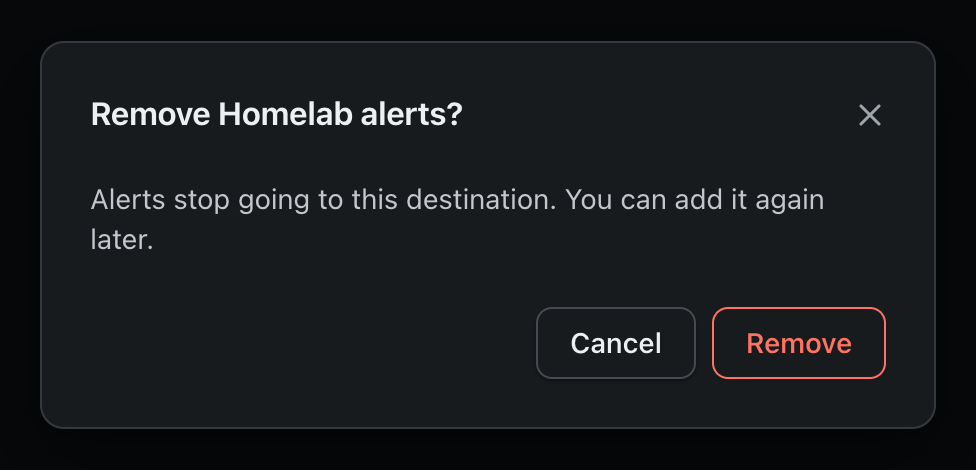 Remove Homelab alerts?
Alerts stop going to this destination. You can add it again
later.
Cancel
Remove